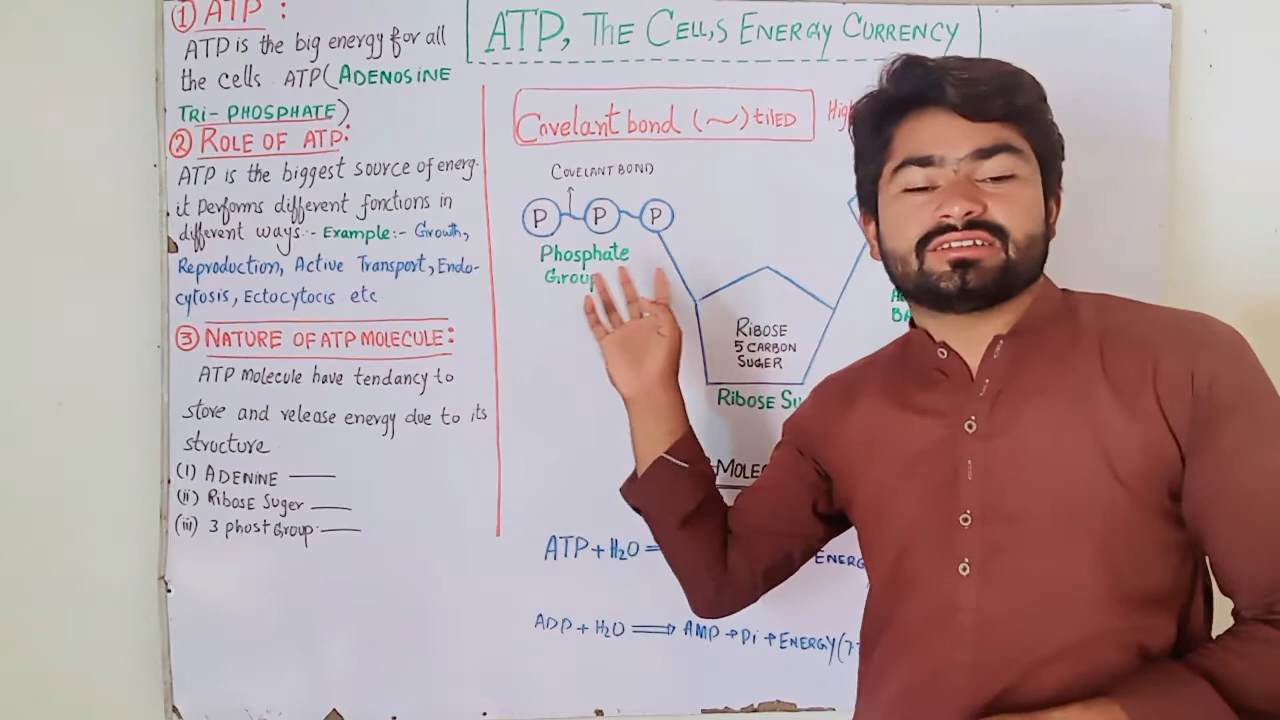 ATP, THE CELL,S ENERGY CURRENCY
① ATP :
ATP is the big energy for all
the cells ATP(ADENOSINE
TRI-PHOSPHATE)
② ROLE OF ATP:
ATP is the biggest source of energ.
it performs different fonctions in
different ways:- Example:- Growth,
Reproduction, Active Transport, Endo-
cytosis, Ectocytocis etc
③ NATURE OF ATP MOLECULE:
ATP molecule have tendancy to
store and release energy due to its
structure
(i) ADENINE
(ii) Ribose Suger
(iii) 3 phost Group.
Covelant bond (~) tiLED
COVELANT BOND
P P P
Phosphate
Group
RIBOSE
5 CARBON
SUGER
Ribose
ATP + H₂O
ADP + H₂O ⟹ AMP + Pi + ENERGY(7